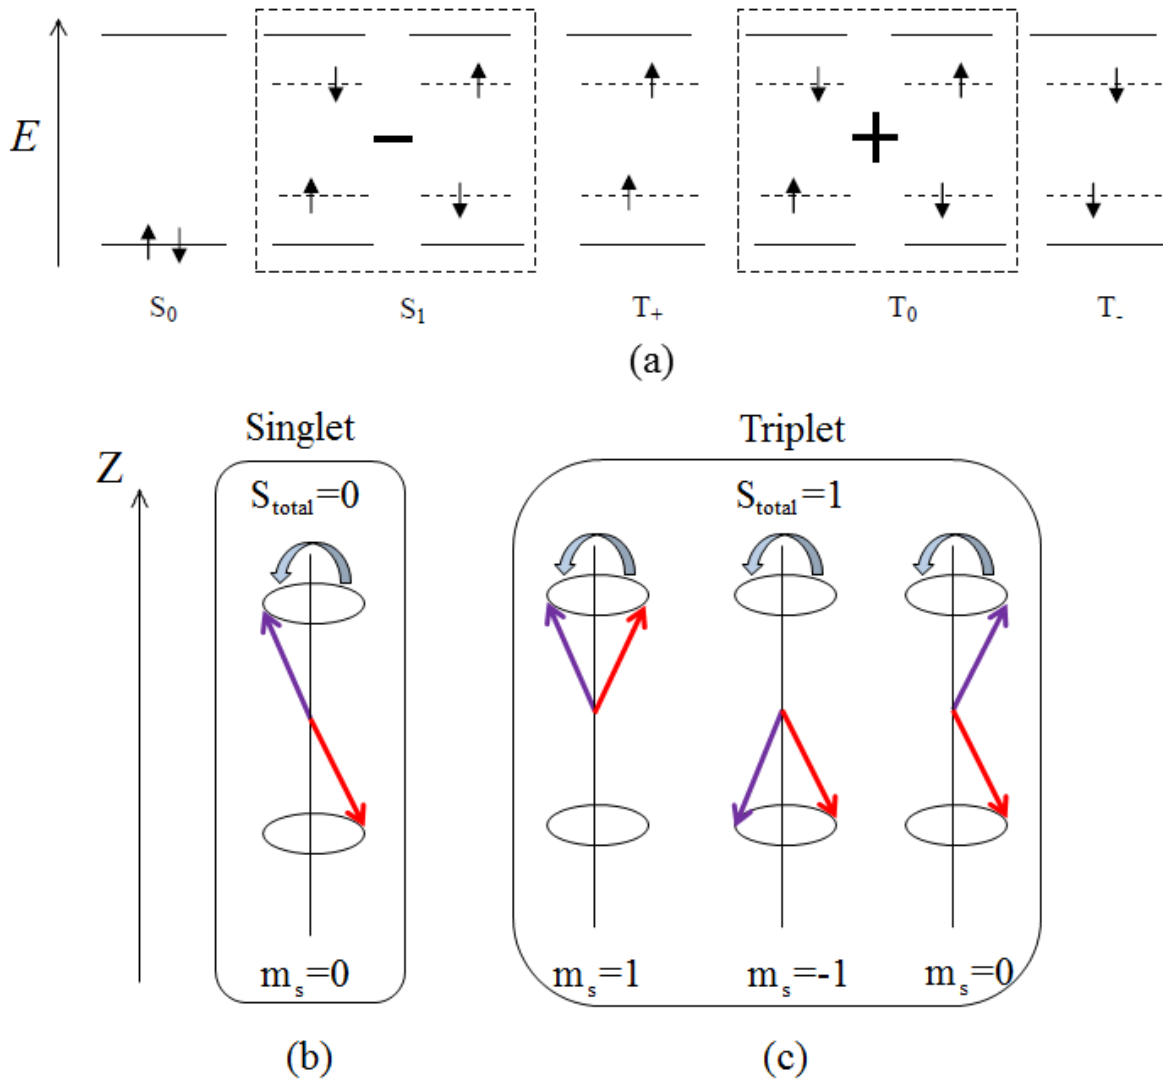 E
S₀ S₁ T₊ T₀ T₋
(a)
Singlet Triplet
Z
Sₜₒₜₐₗ=0 Sₜₒₜₐₗ=1
mₛ=0 mₛ=1 mₛ=-1 mₛ=0
(b) (c)